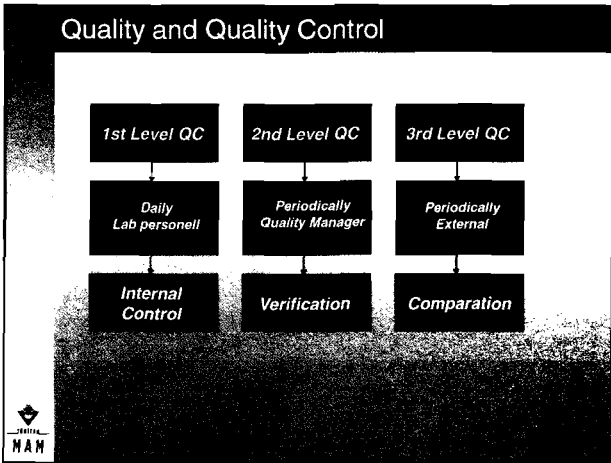 Quality and Quality Control
1st Level QC
2nd Level QC
3rd Level QC
Daily
Lab personell
Periodically
Quality Manager
Periodically
External
Internal
Control
Verification
Comparation
MAM